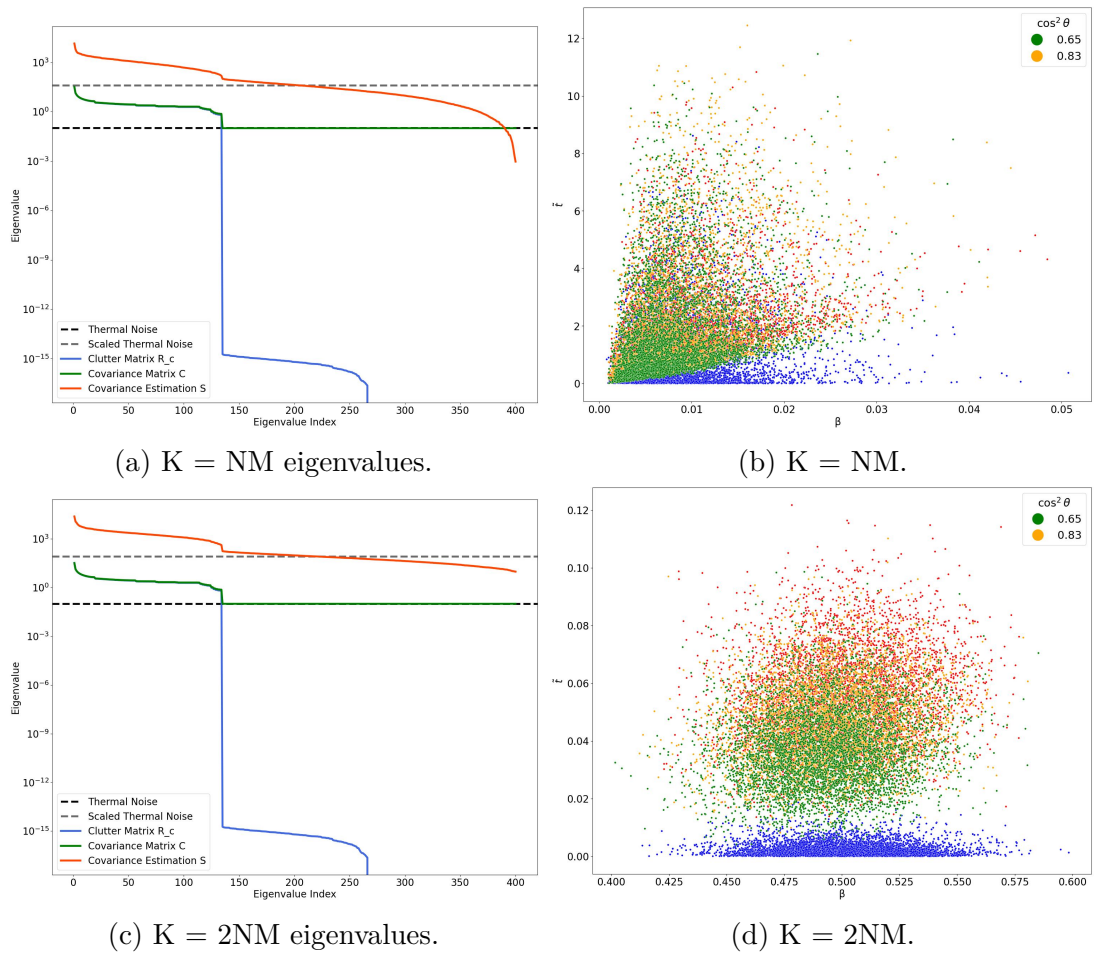 10^3
10^0
10^-3
10^-6
10^-9
10^-12
10^-15
Eigenvalue
Thermal Noise
Scaled Thermal Noise
Clutter Matrix R_c
Covariance Matrix C
Covariance Estimation S
0 50 100 150 200 250 300 350 400
Eigenvalue Index
(a) K = NM eigenvalues.
cos² θ
0.65
0.83
12
10
8
6
4
2
0
t̃
0.00 0.01 0.02 0.03 0.04 0.05
β
(b) K = NM.
10^3
10^0
10^-3
10^-6
10^-9
10^-12
10^-15
Eigenvalue
Thermal Noise
Scaled Thermal Noise
Clutter Matrix R_c
Covariance Matrix C
Covariance Estimation S
0 50 100 150 200 250 300 350 400
Eigenvalue Index
(c) K = 2NM eigenvalues.
cos² θ
0.65
0.83
0.12
0.10
0.08
0.06
0.04
0.02
0.00
t̃
0.400 0.425 0.450 0.475 0.500 0.525 0.550 0.575 0.600
β
(d) K = 2NM.